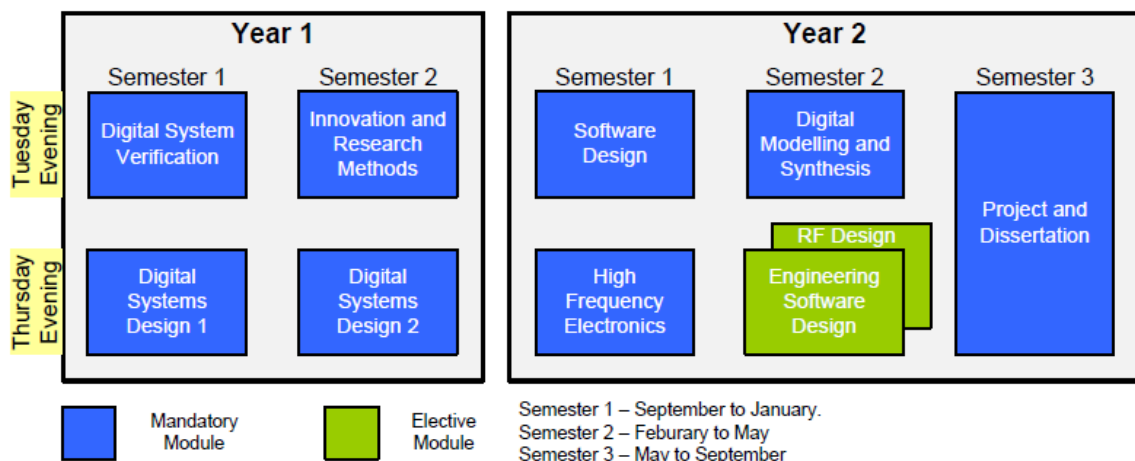 Year 1
Year 2
Semester 1
Semester 2
Semester 1
Semester 2
Semester 3
Tuesday
Evening
Digital System
Verification
Innovation and
Research
Methods
Software
Design
Digital
Modelling and
Synthesis
Project and
Dissertation
Thursday
Evening
Digital
Systems
Design 1
Digital
Systems
Design 2
High
Frequency
Electronics
RF Design
Engineering
Software
Design
Mandatory
Module
Elective
Module
Semester 1 – September to January.
Semester 2 – Feburary to May
Semester 3 – May to September